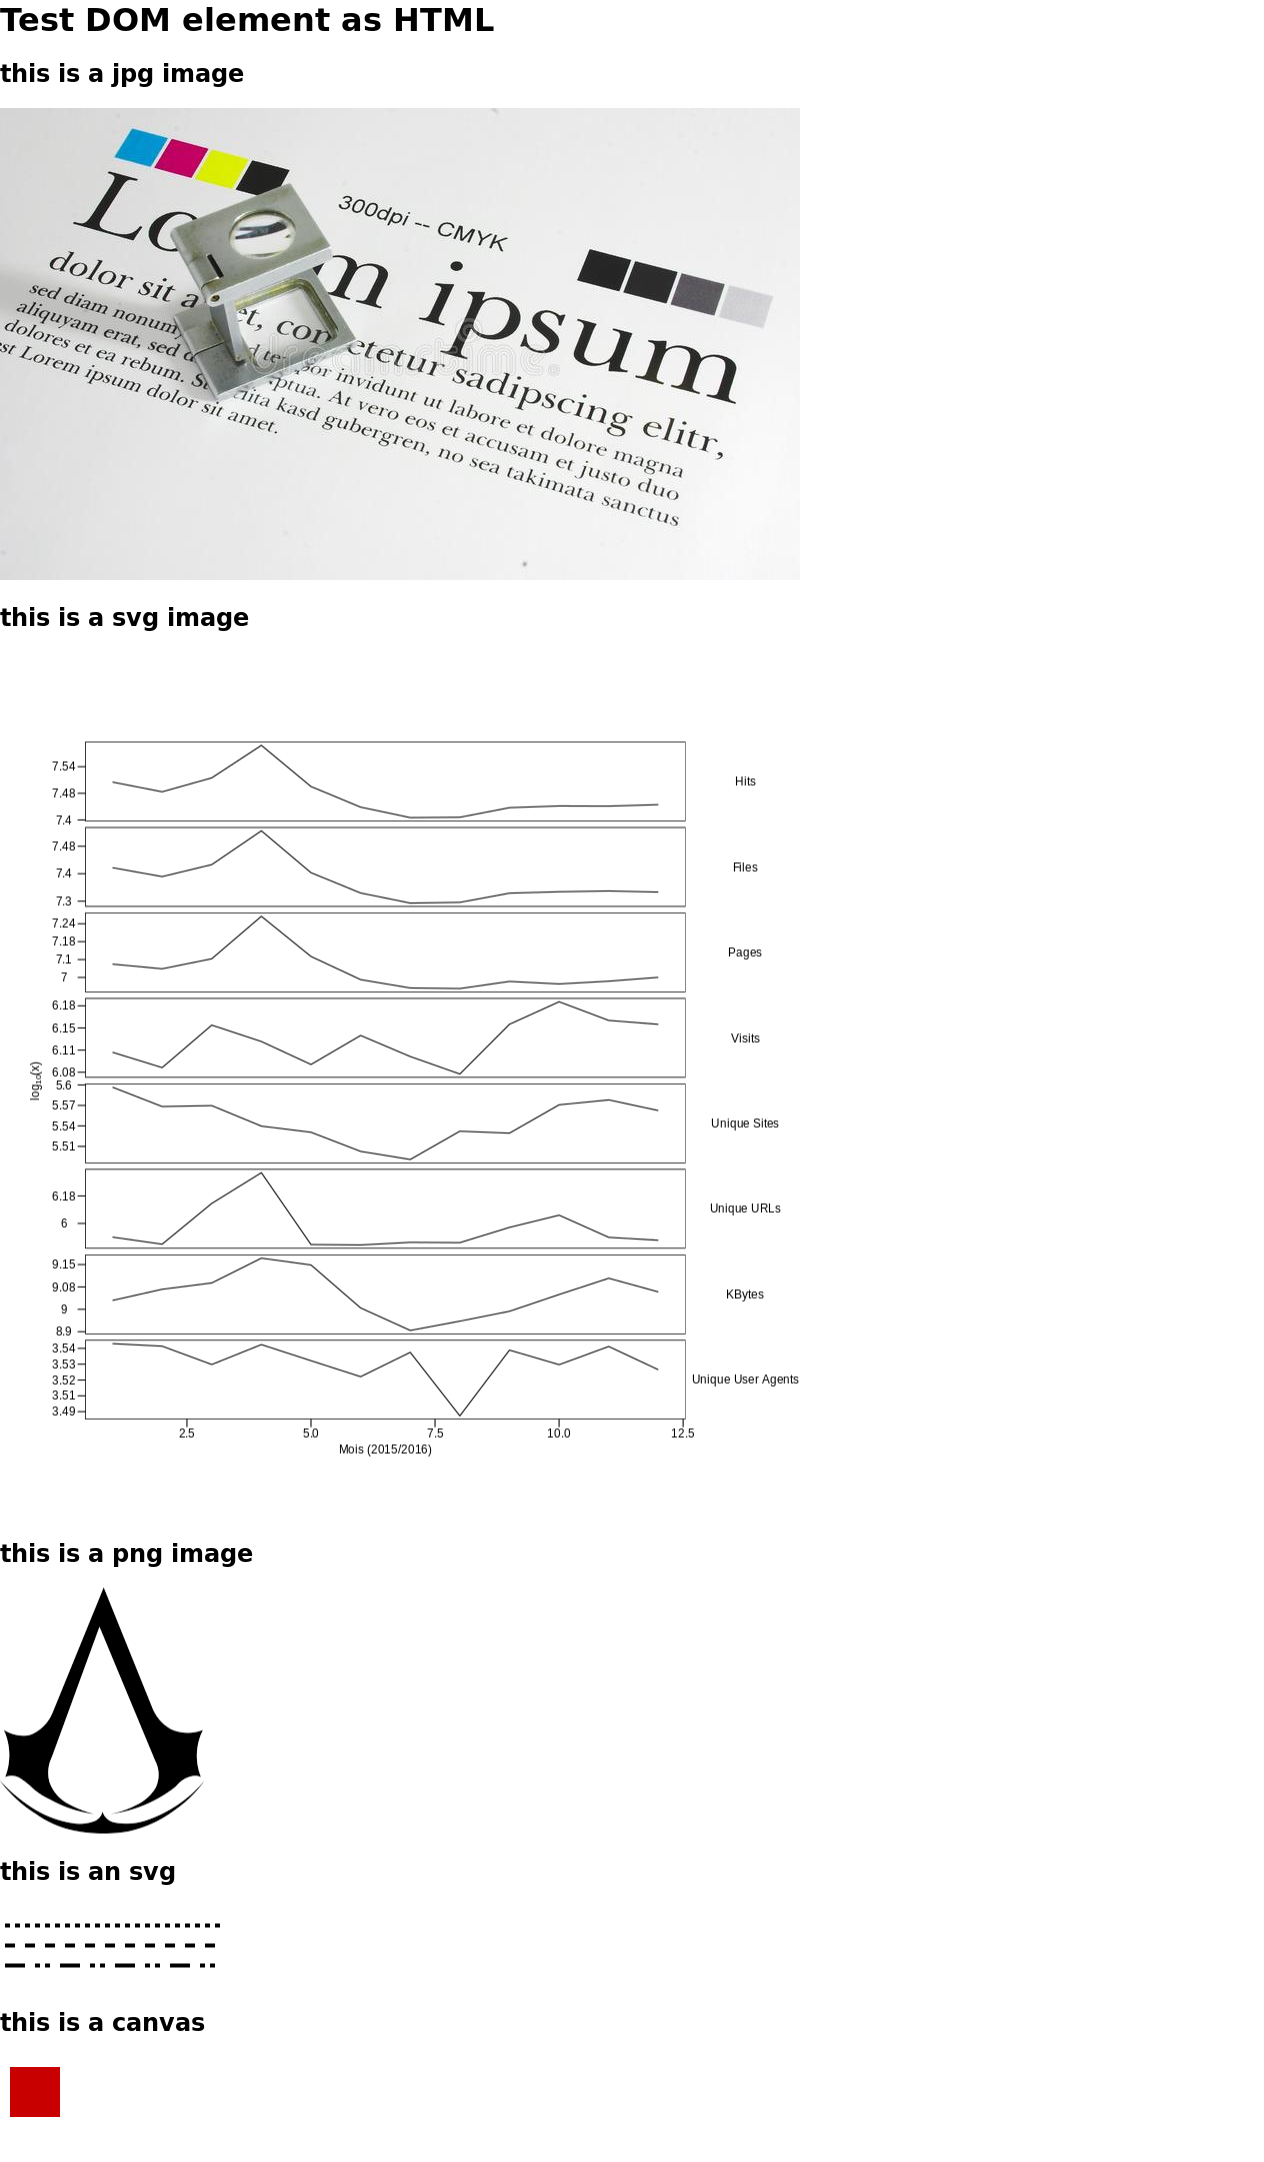 Test DOM element as HTML
this is a jpg image
300dpi -- CMYK
Lo m ipsum
dolor sit a et, con etetur sadipscing elitr,
sed diam nonumy d tempor invidunt ut labore et dolore magna
aliquyam erat, sed d ptua. At vero eos et accusam et justo duo
dolores et ea rebum. St clita kasd gubergren, no sea takimata sanctus
est Lorem ipsum dolor sit amet.
this is a svg image
7.54
7.48
7.4
Hits
7.48
7.4
7.3
Files
7.24
7.18
7.1
7
Pages
6.18
6.15
6.11
6.08
Visits
log₁₀(x)
5.6
5.57
5.54
5.51
Unique Sites
6.18
6
Unique URLs
9.15
9.08
9
8.9
KBytes
3.54
3.53
3.52
3.51
3.49
Unique User Agents
2.5 5.0 7.5 10.0 12.5
Mois (2015/2016)
this is a png image
this is an svg
this is a canvas